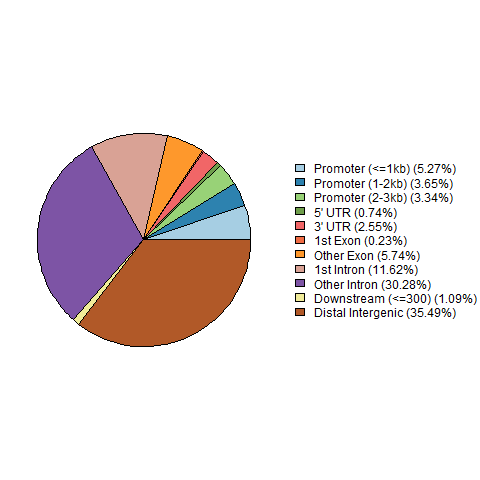 Promoter (<=1kb) (5.27%)
Promoter (1-2kb) (3.65%)
Promoter (2-3kb) (3.34%)
5' UTR (0.74%)
3' UTR (2.55%)
1st Exon (0.23%)
Other Exon (5.74%)
1st Intron (11.62%)
Other Intron (30.28%)
Downstream (<=300) (1.09%)
Distal Intergenic (35.49%)